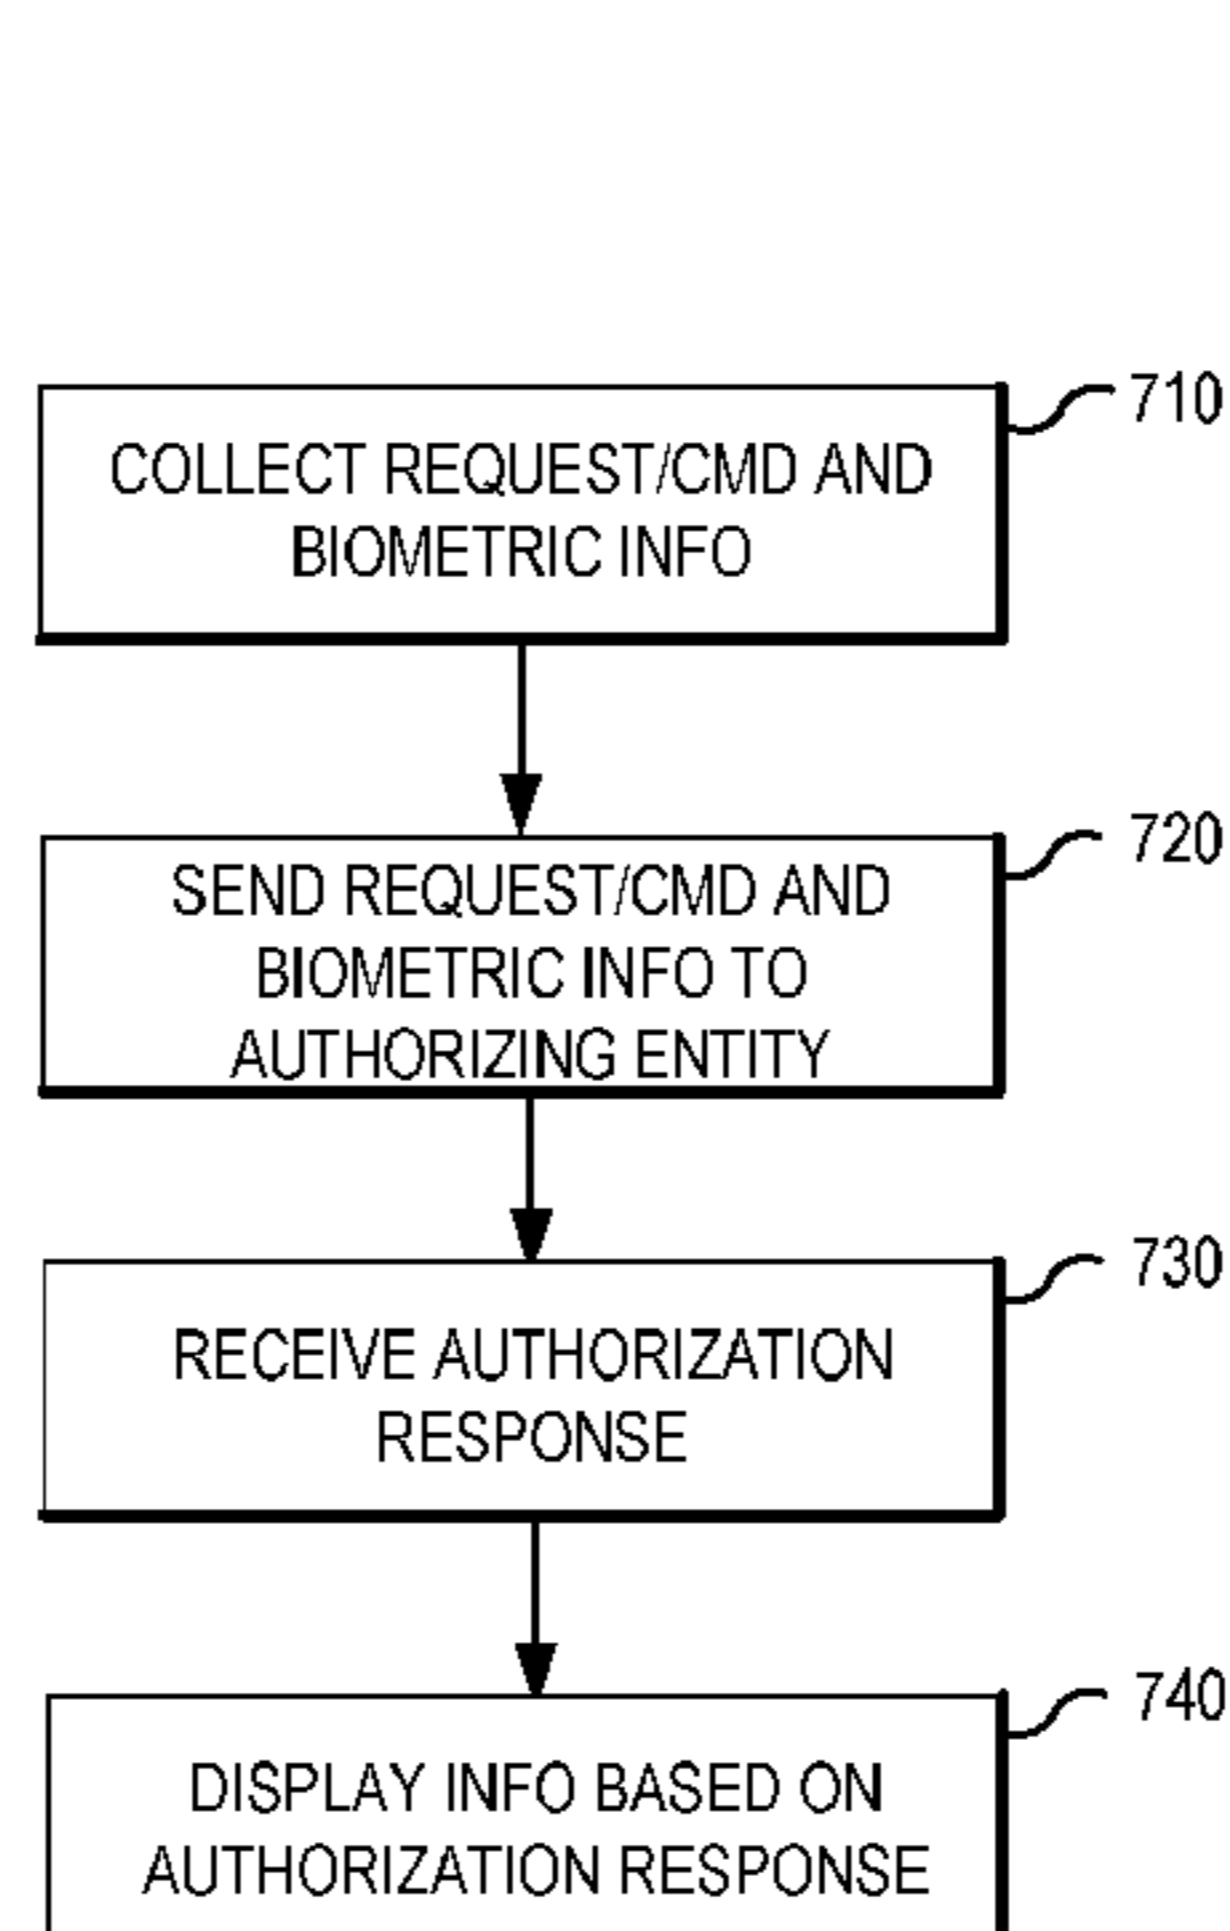 710
COLLECT REQUEST/CMD AND
BIOMETRIC INFO
720
SEND REQUEST/CMD AND
BIOMETRIC INFO TO
AUTHORIZING ENTITY
730
RECEIVE AUTHORIZATION
RESPONSE
740
DISPLAY INFO BASED ON
AUTHORIZATION RESPONSE